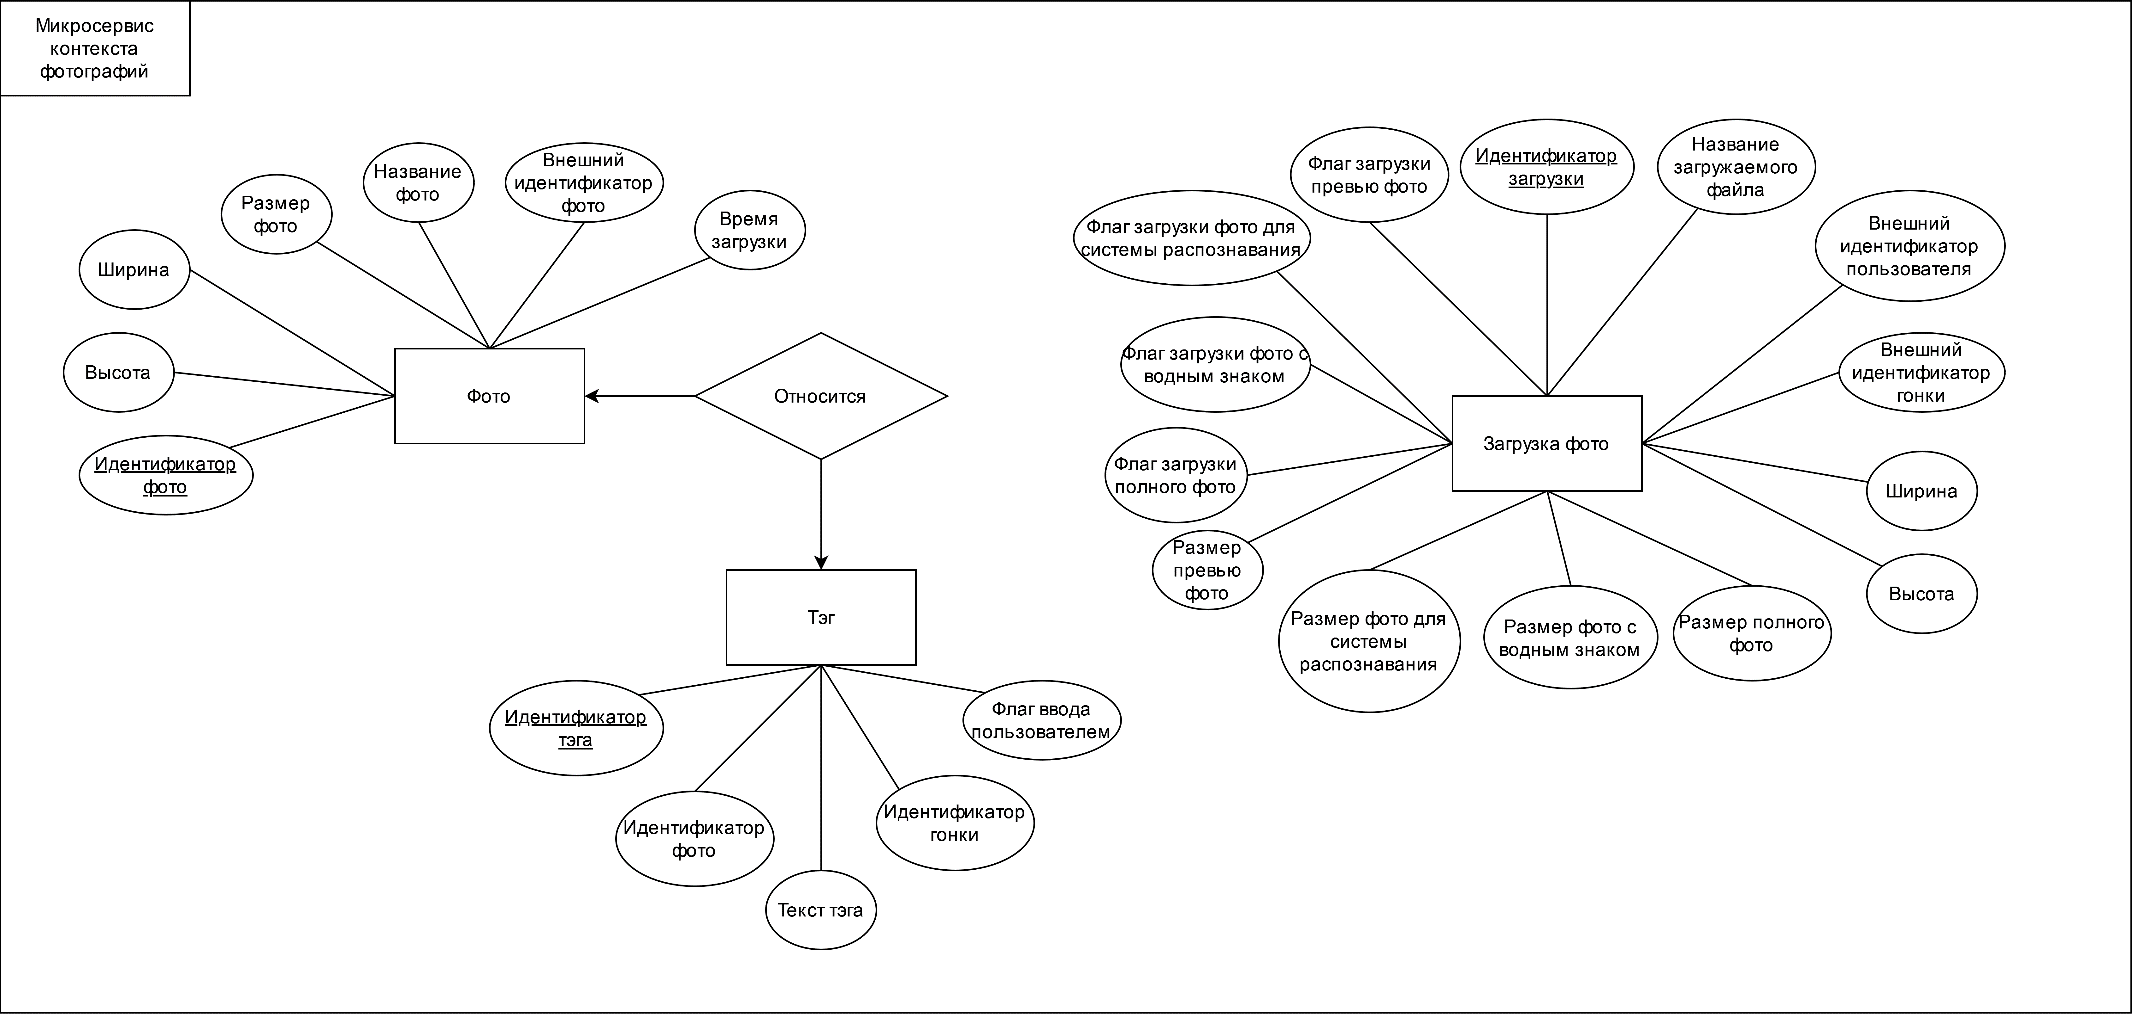 Микросервис
контекста
фотографий
Ширина
Размер
фото
Название
фото
Внешний
идентификатор
фото
Время
загрузки
Высота
Идентификатор
фото
Фото
Относится
Тэг
Идентификатор
тэга
Идентификатор
фото
Текст тэга
Идентификатор
гонки
Флаг ввода
пользователем
Флаг загрузки фото для
системы распознавания
Флаг загрузки
превью фото
Идентификатор
загрузки
Название
загружаемого
файла
Внешний
идентификатор
пользователя
Флаг загрузки фото с
водным знаком
Внешний
идентификатор
гонки
Загрузка фото
Флаг загрузки
полного фото
Ширина
Размер
превью
фото
Высота
Размер фото для
системы
распознавания
Размер фото с
водным знаком
Размер полного
фото